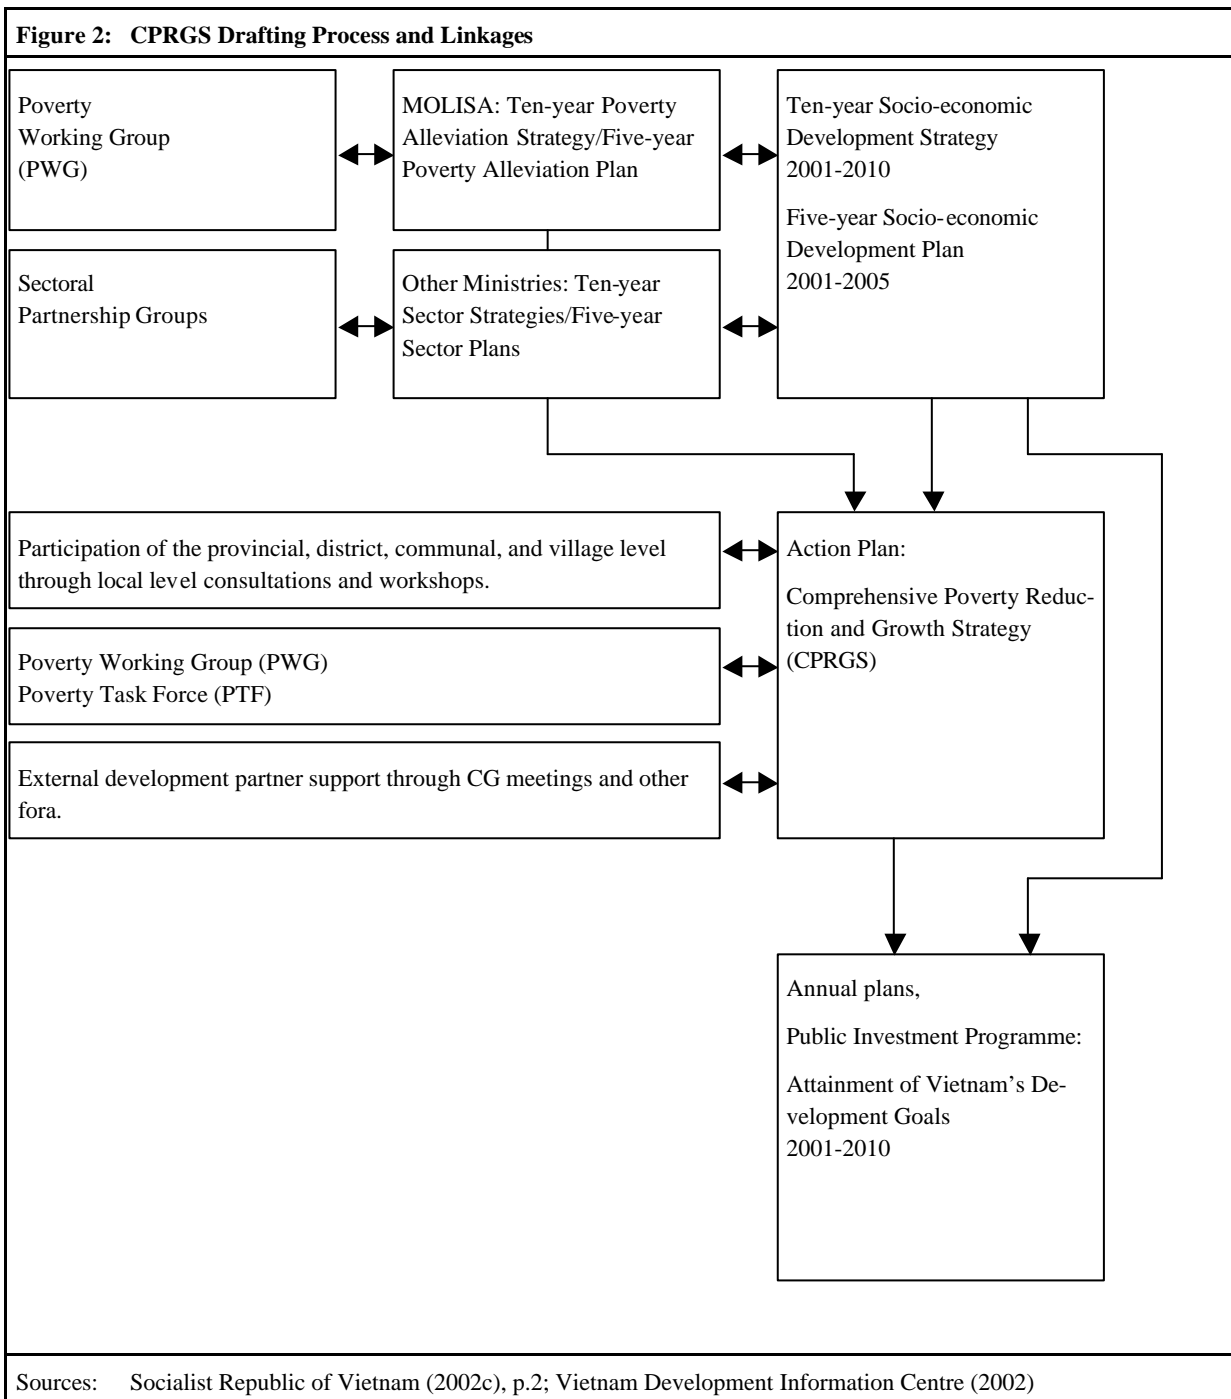 Figure 2: CPRGS Drafting Process and Linkages
Poverty
Working Group
(PWG)
MOLISA: Ten-year Poverty
Alleviation Strategy/Five-year
Poverty Alleviation Plan
Ten-year Socio-economic
Development Strategy
2001-2010
Five-year Socio-economic
Development Plan
2001-2005
Sectoral
Partnership Groups
Other Ministries: Ten-year
Sector Strategies/Five-year
Sector Plans
Participation of the provincial, district, communal, and village level
through local level consultations and workshops.
Action Plan:
Comprehensive Poverty Reduc-
tion and Growth Strategy
(CPRGS)
Poverty Working Group (PWG)
Poverty Task Force (PTF)
External development partner support through CG meetings and other
fora.
Annual plans,
Public Investment Programme:
Attainment of Vietnam’s De-
velopment Goals
2001-2010
Sources: Socialist Republic of Vietnam (2002c), p.2; Vietnam Development Information Centre (2002)